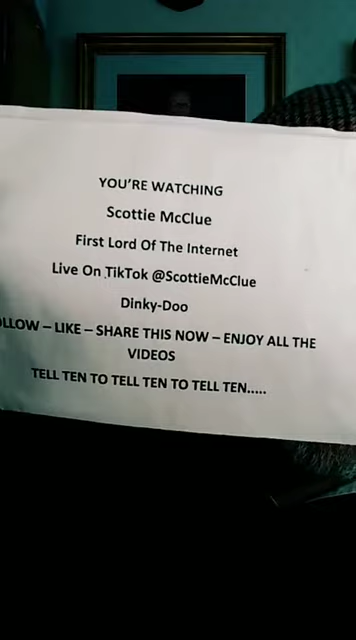 YOU'RE WATCHING
Scottie McClue
First Lord Of The Internet
Live On TikTok @ScottieMcClue
Dinky-Doo
OLLOW – LIKE – SHARE THIS NOW – ENJOY ALL THE
VIDEOS
TELL TEN TO TELL TEN TO TELL TEN.....